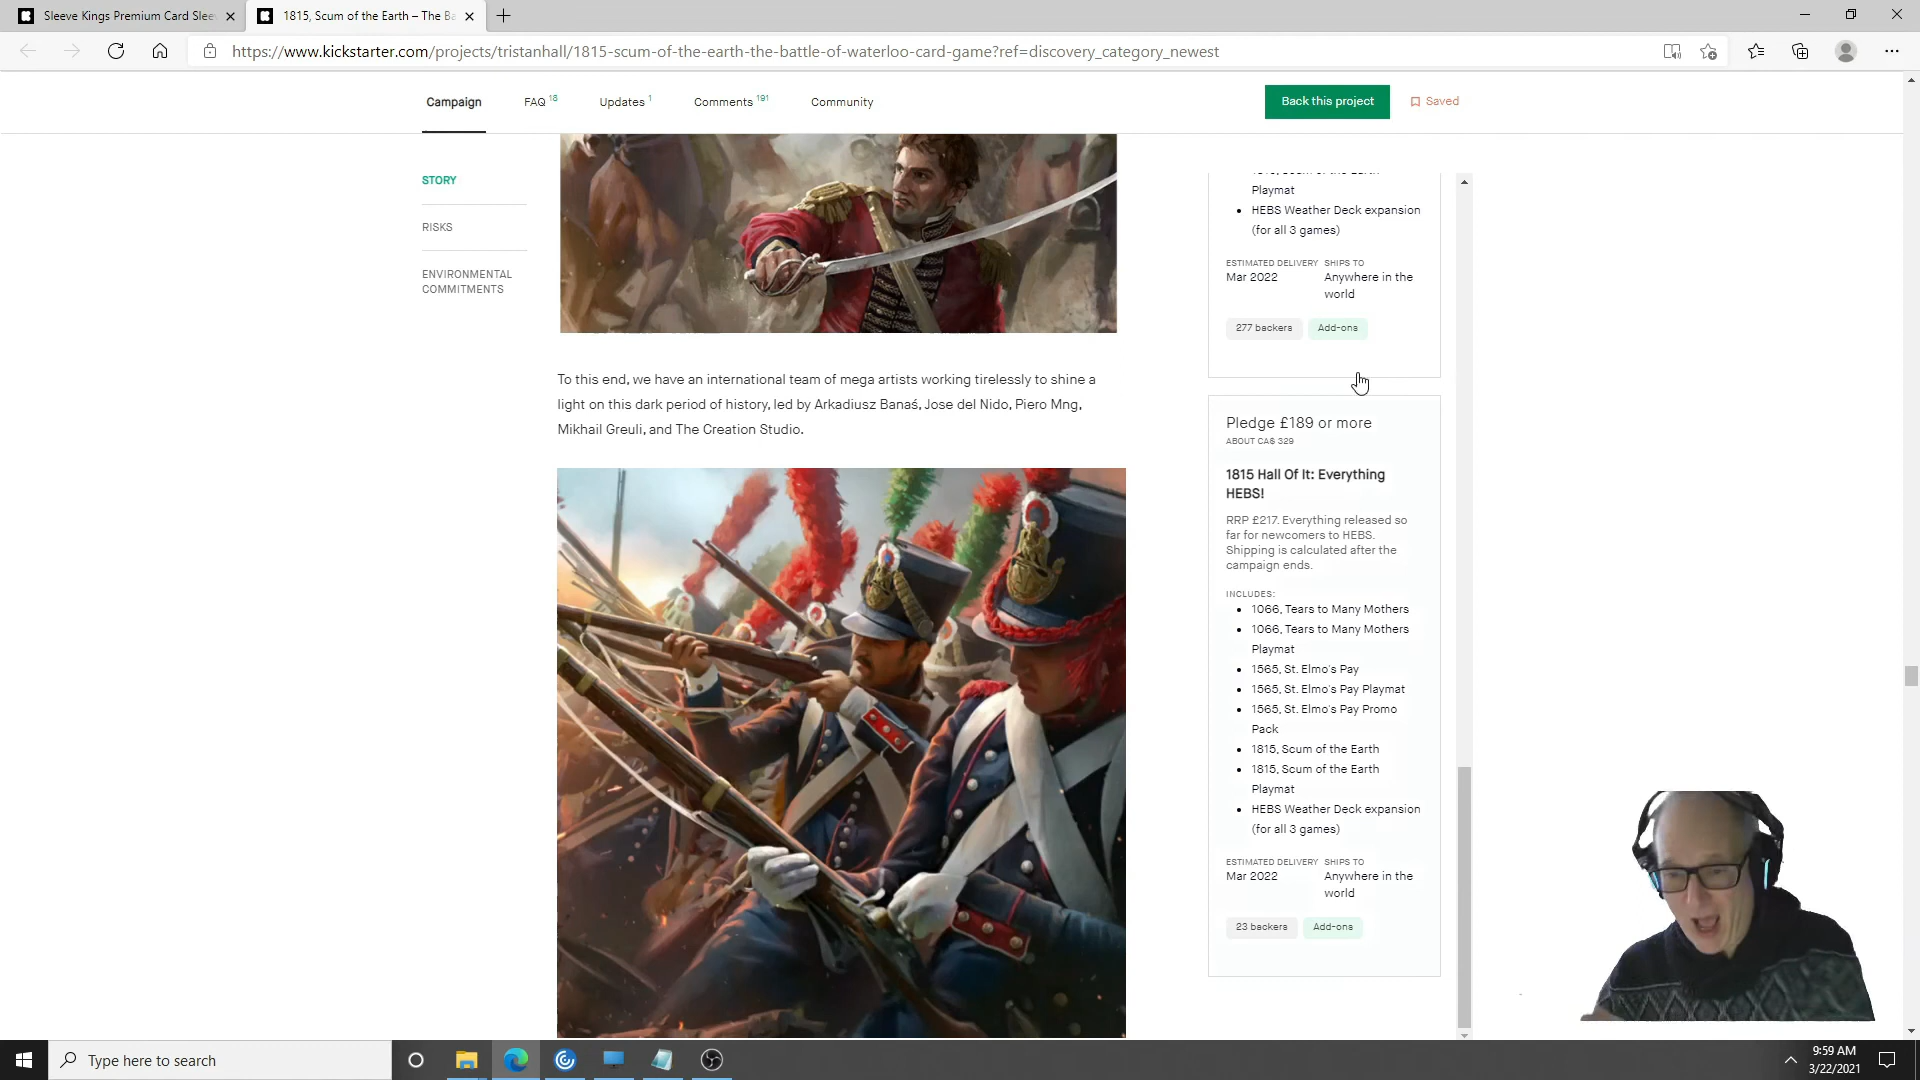 Sleeve Kings Premium Card Slee
1815, Scum of the Earth – The Ba
https://www.kickstarter.com/projects/tristanhall/1815-scum-of-the-earth-the-battle-of-waterloo-card-game?ref=discovery_category_newest
Campaign
FAQ 18
Updates 1
Comments 191
Community
Back this project
Saved
STORY
RISKS
ENVIRONMENTAL
COMMITMENTS
To this end, we have an international team of mega artists working tirelessly to shine a
light on this dark period of history, led by Arkadiusz Banaś, Jose del Nido, Piero Mng,
Mikhail Greuli, and The Creation Studio.
Playmat
HEBS Weather Deck expansion
(for all 3 games)
ESTIMATED DELIVERY SHIPS TO
Mar 2022 Anywhere in the
world
277 backers Add-ons
Pledge £189 or more
ABOUT CA$ 329
1815 Hall Of It: Everything
HEBS!
RRP £217. Everything released so
far for newcomers to HEBS.
Shipping is calculated after the
campaign ends.
INCLUDES:
1066, Tears to Many Mothers
1066, Tears to Many Mothers
Playmat
1565, St. Elmo's Pay
1565, St. Elmo's Pay Playmat
1565, St. Elmo's Pay Promo
Pack
1815, Scum of the Earth
1815, Scum of the Earth
Playmat
HEBS Weather Deck expansion
(for all 3 games)
ESTIMATED DELIVERY SHIPS TO
Mar 2022 Anywhere in the
world
23 backers Add-ons
Type here to search
9:59 AM
3/22/2021